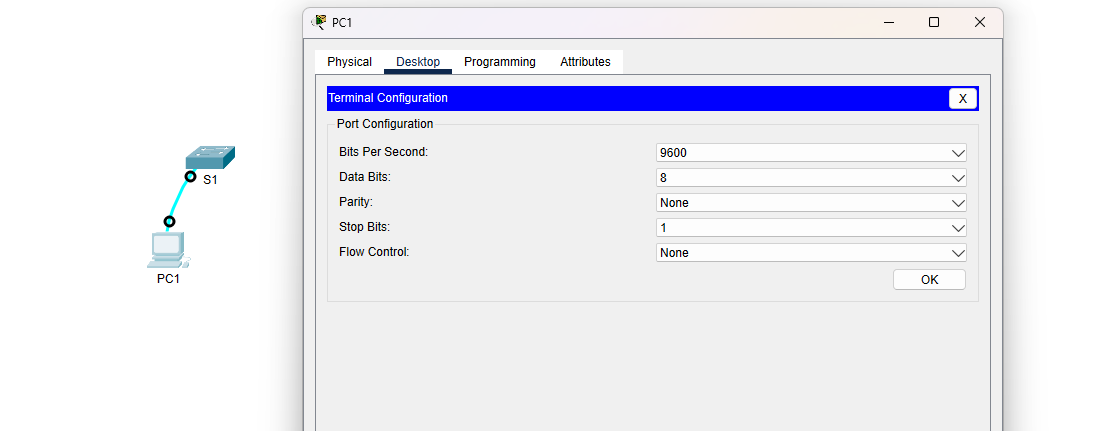 PC1
Physical Desktop Programming Attributes
Terminal Configuration X
Port Configuration
Bits Per Second: 9600
Data Bits: 8
Parity: None
Stop Bits: 1
Flow Control: None
OK
S1
PC1